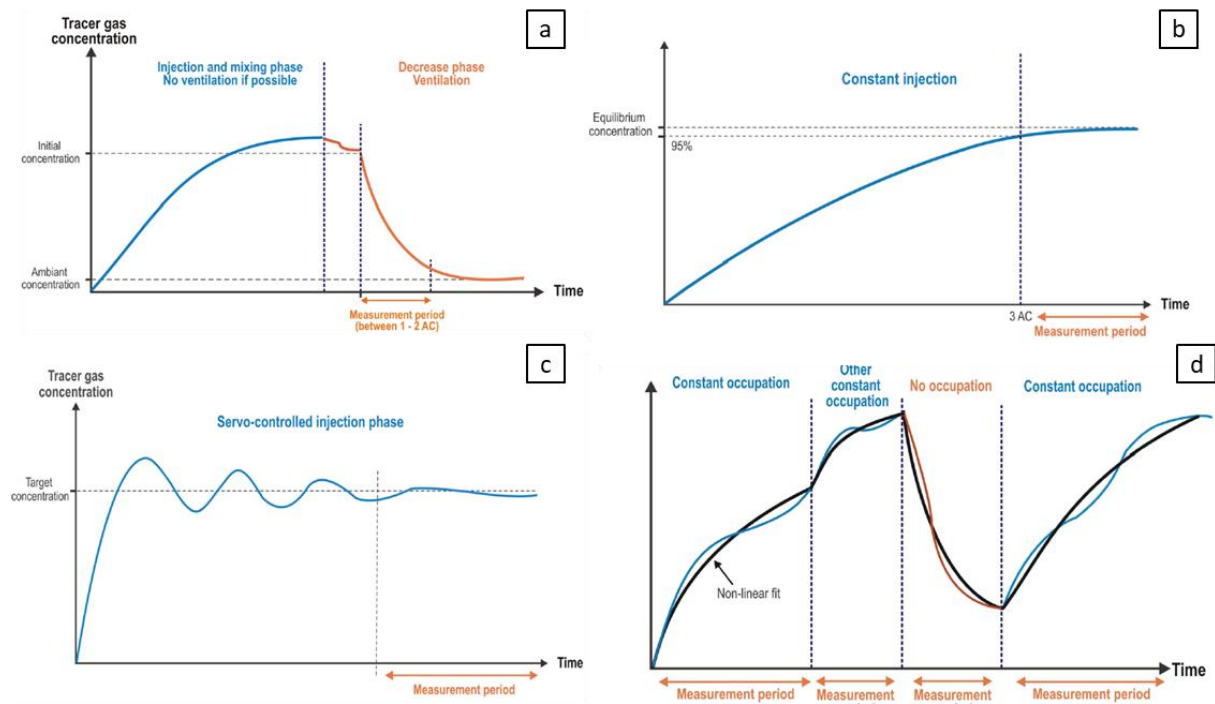 a
Tracer gas
concentration
Injection and mixing phase
No ventilation if possible
Decrease phase
Ventilation
Initial
concentration
Ambiant
concentration
Time
Measurement period
(between 1 - 2 AC)
b
Constant injection
Equilibrium
concentration
95%
3 AC
Time
Measurement period
c
Tracer gas
concentration
Servo-controlled injection phase
Target
concentration
Time
Measurement period
d
Constant occupation
Other
constant
occupation
No occupation
Constant occupation
Non-linear fit
Time
Measurement period
Measurement
Measurement
Measurement period